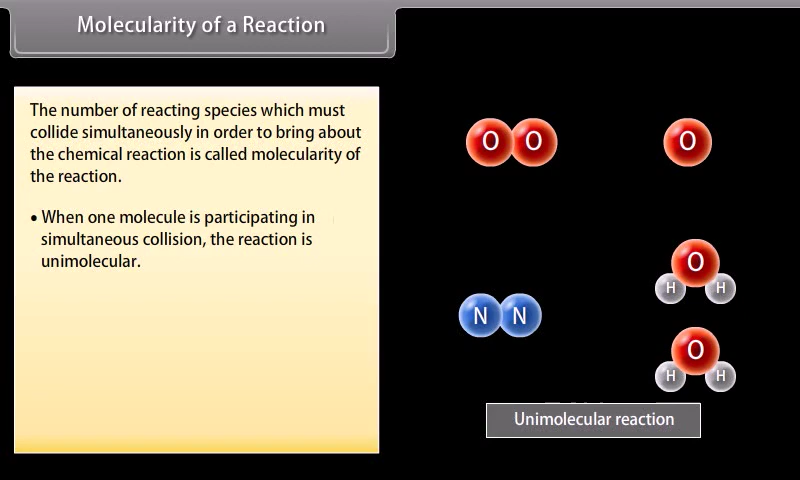 Molecularity of a Reaction
The number of reacting species which must
collide simultaneously in order to bring about
the chemical reaction is called molecularity of
the reaction.
• When one molecule is participating in
simultaneous collision, the reaction is
unimolecular.
O O
O
O
H H
N N
O
H H
Unimolecular reaction